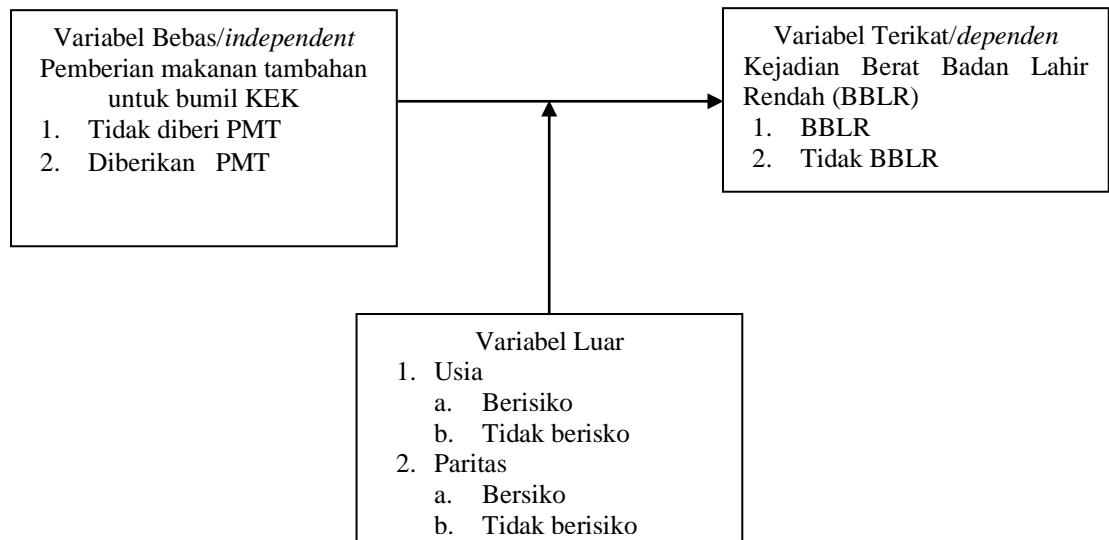 Variabel Bebas/independent
Pemberian makanan tambahan
untuk bumil KEK
1. Tidak diberi PMT
2. Diberikan PMT
Variabel Terikat/dependen
Kejadian Berat Badan Lahir
Rendah (BBLR)
1. BBLR
2. Tidak BBLR
Variabel Luar
1. Usia
a. Berisiko
b. Tidak berisko
2. Paritas
a. Bersiko
b. Tidak berisiko